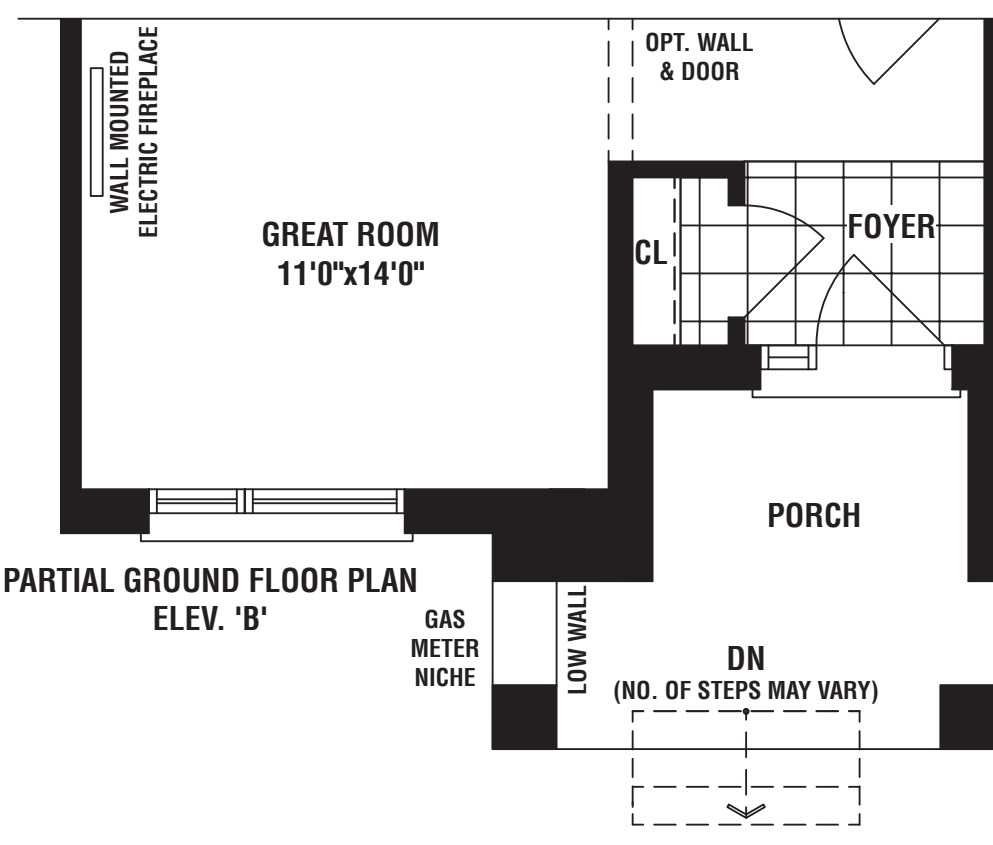 OPT. WALL
& DOOR
WALL MOUNTED
ELECTRIC FIREPLACE
GREAT ROOM
11'0"x14'0"
CL
FOYER
PORCH
PARTIAL GROUND FLOOR PLAN
ELEV. 'B'
GAS
METER
NICHE
LOW WALL
DN
(NO. OF STEPS MAY VARY)